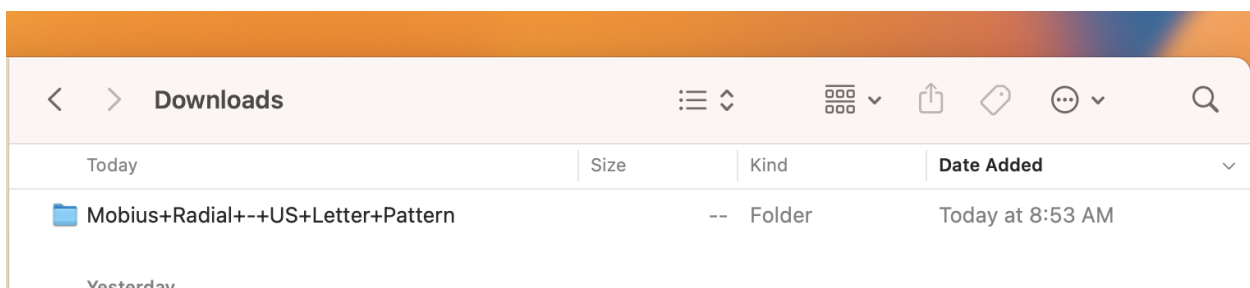 Downloads
Today Size Kind Date Added
Mobius+Radial+-+US+Letter+Pattern -- Folder Today at 8:53 AM
Yesterday